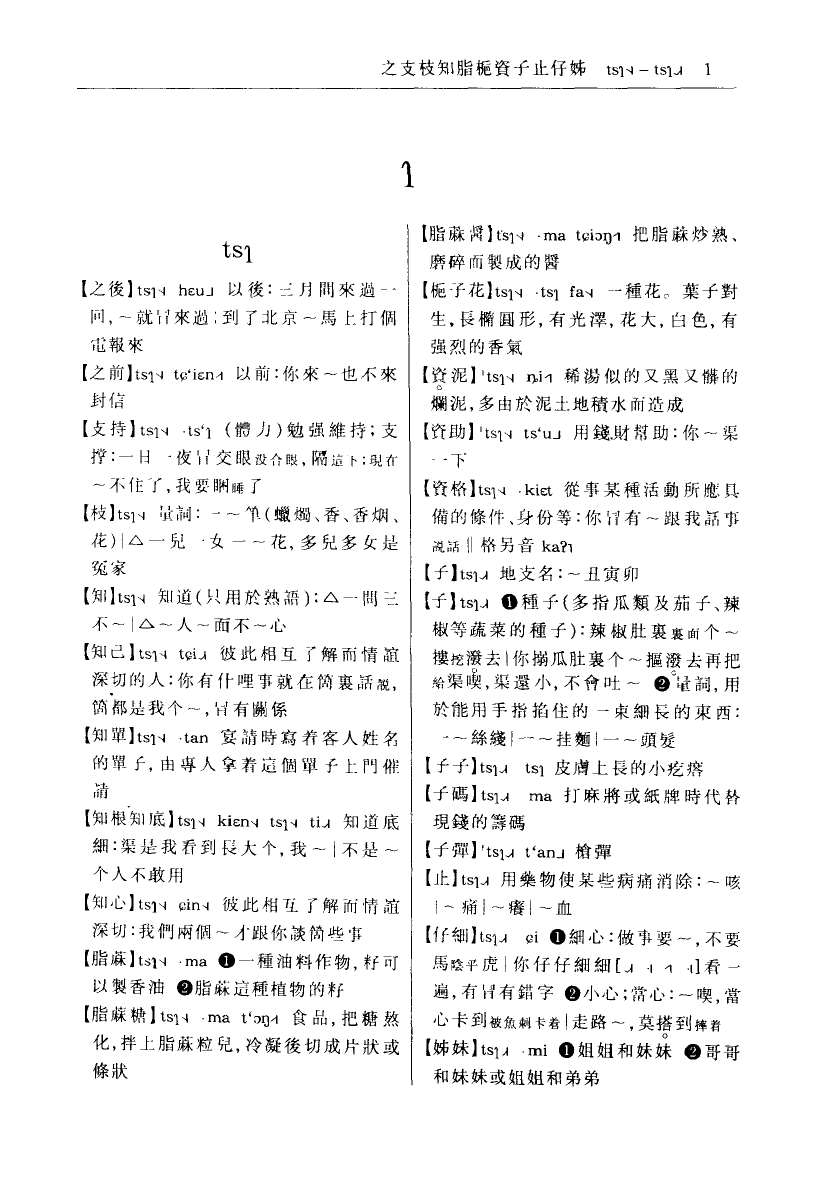 之支枝知脂梔資子止仔姊 tsɿ˧˨ – tsɿ˨˩˧ 1
ɿ
tsɿ
【之後】tsɿ hɛu 以後：三月間來過一
回，～就冇來過；到了北京～馬上打個
電報來
【之前】tsɿ tɕ‘iɛn 以前：你來～也不來
封信
【支持】tsɿ ·ts‘ɿ （體力）勉强維持；支
撐：一日一夜冇交眼没合眼，隔這下；現在
～不住了，我要睏睡了
【枝】tsɿ 量詞：一～筆（蠟燭、香、香烟、
花）|△一兒一女一～花，多兒多女是
冤家
【知】tsɿ 知道（只用於熟語）：△一問三
不～|△～人～面不～心
【知己】tsɿ tɕi 彼此相互了解而情誼
深切的人：你有什哩事就在箇裏話説，
箇都是我个～，冇有關係
【知單】tsɿ ·tan 宴請時寫着客人姓名
的單子，由專人拿着這個單子上門催
請
【知根知底】tsɿ kiɛn tsɿ ti 知道底
細：渠是我看到長大个，我～|不是～
个人不敢用
【知心】tsɿ ɕin 彼此相互了解而情誼
深切：我們兩個～才跟你談箇些事
【脂蔴】tsɿ ·ma ❶一種油料作物，籽可
以製香油 ❷脂蔴這種植物的籽
【脂蔴糖】tsɿ ·ma t‘ɔŋ 食品，把糖熬
化，拌上脂蔴粒兒，冷凝後切成片狀或
條狀
【脂蔴醬】tsɿ ·ma tɕiɔŋ 把脂蔴炒熟、
磨碎而製成的醬
【梔子花】tsɿ ·tsɿ fa 一種花。葉子對
生，長橢圓形，有光澤，花大，白色，有
强烈的香氣
【資泥】ˈtsɿ ȵi 稀湯似的又黑又髒的
爛泥，多由於泥土地積水而造成
【資助】ˈtsɿ ts‘u 用錢財幫助：你～渠
一下
【資格】tsɿ ·kiɛt 從事某種活動所應具
備的條件、身份等：你冇有～跟我話事
説話‖格另音 kaʔ
【子】tsɿ 地支名：～丑寅卯
【子】tsɿ ❶種子（多指瓜類及茄子、辣
椒等蔬菜的種子）：辣椒肚裏裏面个～
摟挖潑去|你搦瓜肚裏个～摳潑去再把
給渠喫，渠還小，不會吐～ ❷量詞，用
於能用手指掐住的一束細長的東西：
一～絲綫|一～挂麵|一～頭髮
【子子】tsɿ tsɿ 皮膚上長的小疙瘩
【子碼】tsɿ ma 打麻將或紙牌時代替
現錢的籌碼
【子彈】ˈtsɿ t‘an 槍彈
【止】tsɿ 用藥物使某些病痛消除：～咳
|～痛|～癢|～血
【仔細】tsɿ ɕi ❶細心：做事要～，不要
馬陰平虎|你仔仔細細[˨˩˧ ˧ ˧ ˧]看一
遍，有冇有錯字 ❷小心；當心：～喫，當
心卡到被魚刺卡着|走路～，莫搭到摔着
【姊妹】tsɿ ·mi ❶姐姐和妹妹 ❷哥哥
和妹妹或姐姐和弟弟